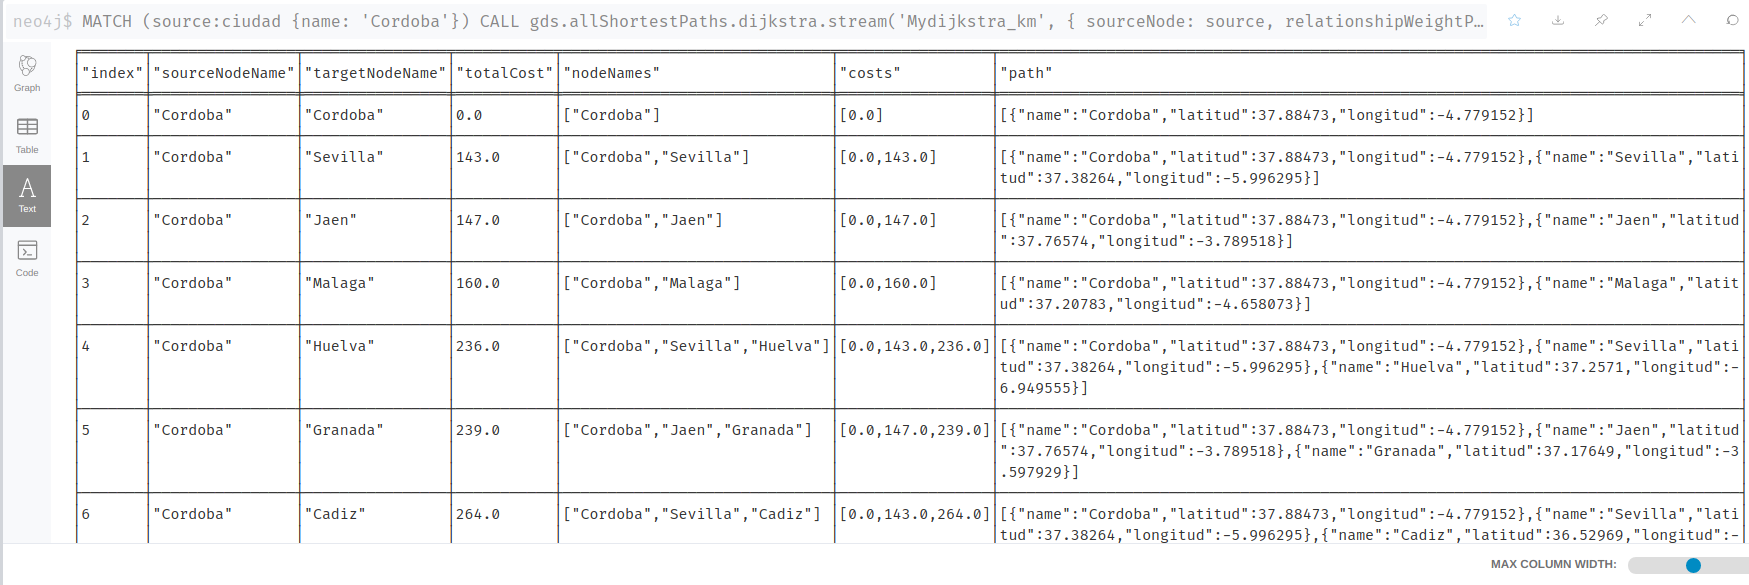 neo4j$ MATCH (source:ciudad {name: 'Cordoba'}) CALL gds.allShortestPaths.dijkstra.stream('Mydijkstra_km', { sourceNode: source, relationshipWeightP…
Graph
Table
Text
Code
"index" "sourceNodeName" "targetNodeName" "totalCost" "nodeNames" "costs" "path"
0 "Cordoba" "Cordoba" 0.0 ["Cordoba"] [0.0] [{"name":"Cordoba","latitud":37.88473,"longitud":-4.779152}]
1 "Cordoba" "Sevilla" 143.0 ["Cordoba","Sevilla"] [0.0,143.0] [{"name":"Cordoba","latitud":37.88473,"longitud":-4.779152},{"name":"Sevilla","lati
tud":37.38264,"longitud":-5.996295}]
2 "Cordoba" "Jaen" 147.0 ["Cordoba","Jaen"] [0.0,147.0] [{"name":"Cordoba","latitud":37.88473,"longitud":-4.779152},{"name":"Jaen","latitud
":37.76574,"longitud":-3.789518}]
3 "Cordoba" "Malaga" 160.0 ["Cordoba","Malaga"] [0.0,160.0] [{"name":"Cordoba","latitud":37.88473,"longitud":-4.779152},{"name":"Malaga","latit
ud":37.20783,"longitud":-4.658073}]
4 "Cordoba" "Huelva" 236.0 ["Cordoba","Sevilla","Huelva"] [0.0,143.0,236.0] [{"name":"Cordoba","latitud":37.88473,"longitud":-4.779152},{"name":"Sevilla","lati
tud":37.38264,"longitud":-5.996295},{"name":"Huelva","latitud":37.2571,"longitud":-
6.949555}]
5 "Cordoba" "Granada" 239.0 ["Cordoba","Jaen","Granada"] [0.0,147.0,239.0] [{"name":"Cordoba","latitud":37.88473,"longitud":-4.779152},{"name":"Jaen","latitud
":37.76574,"longitud":-3.789518},{"name":"Granada","latitud":37.17649,"longitud":-3
.597929}]
6 "Cordoba" "Cadiz" 264.0 ["Cordoba","Sevilla","Cadiz"] [0.0,143.0,264.0] [{"name":"Cordoba","latitud":37.88473,"longitud":-4.779152},{"name":"Sevilla","lati
tud":37.38264,"longitud":-5.996295},{"name":"Cadiz","latitud":36.52969,"longitud":-
MAX COLUMN WIDTH: